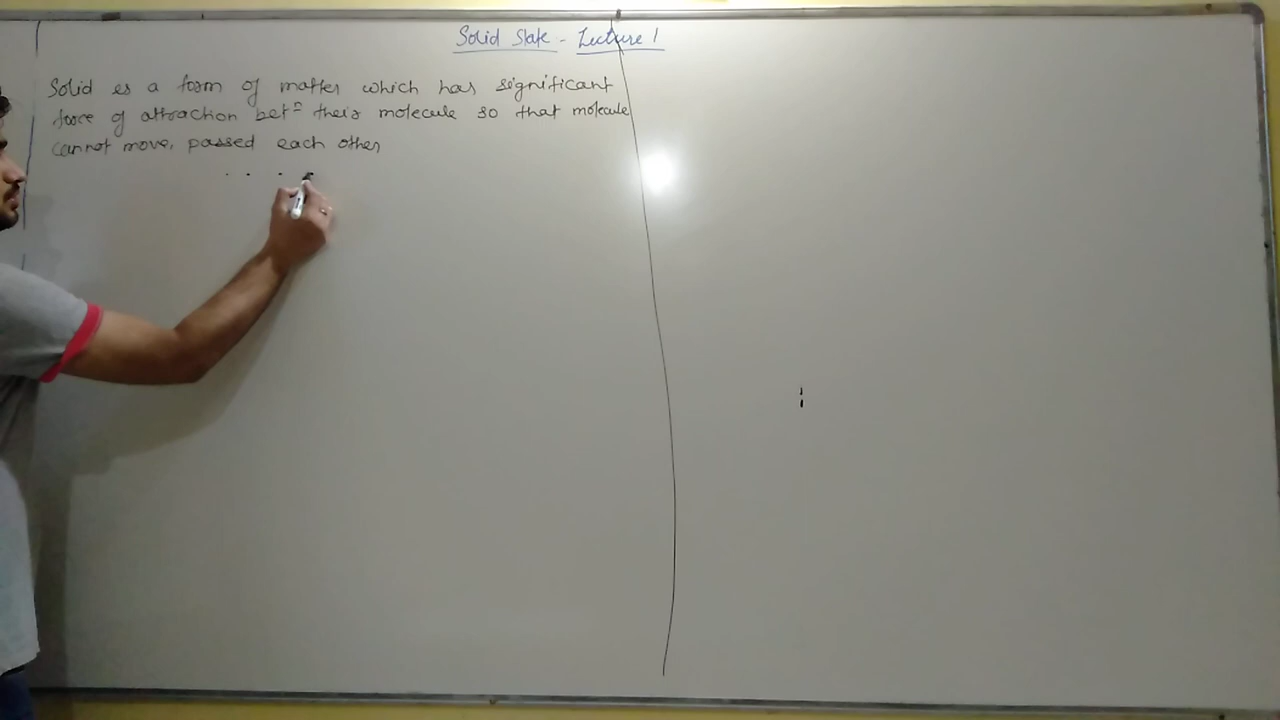 Solid State - Lecture 1
Solid is a form of matter which has significant
force of attraction betn their molecule so that molecule
cannot move, passed each other